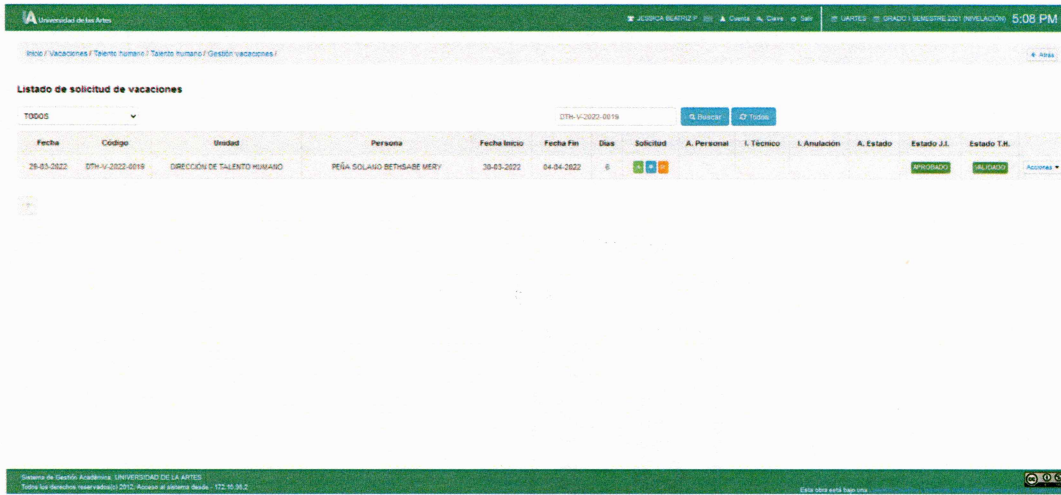 Universidad de las Artes
JESSICA BEATRIZ P Cuenta Clave Salir UARTES GRADO 1 SEMESTRE 2021 (NIVELACIÓN) 5:08 PM
Inicio / Vacaciones / Talento humano / Talento humano / Gestión vacaciones /
Atrás
Listado de solicitud de vacaciones
TODOS DTH-V-2022-0019 Buscar Todos
Fecha Código Unidad Persona Fecha Inicio Fecha Fin Días Solicitud A. Personal I. Técnico I. Anulación A. Estado Estado J.I. Estado T.H.
29-03-2022 DTH-V-2022-0019 DIRECCIÓN DE TALENTO HUMANO PEÑA SOLANO BETHSABE MERY 30-03-2022 04-04-2022 6 APROBADO VALIDADO Acciones
Sistema de Gestión Académica, UNIVERSIDAD DE LA ARTES
Todos los derechos reservados(c) 2012, Acceso al sistema desde - 172.16.98.2
Esta obra está bajo una